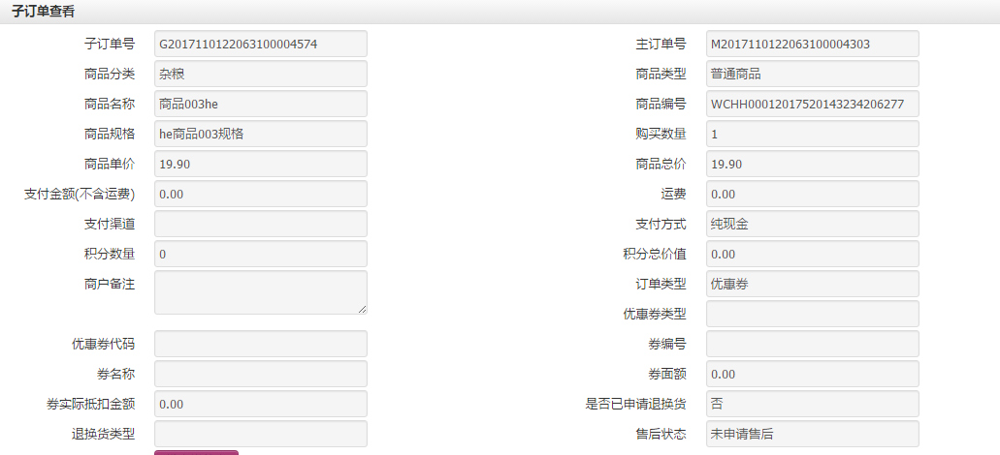 子订单查看
子订单号 G2017110122063100004574 主订单号 M2017110122063100004303
商品分类 杂粮 商品类型 普通商品
商品名称 商品003he 商品编号 WCHH00012017520143234206277
商品规格 he商品003规格 购买数量 1
商品单价 19.90 商品总价 19.90
支付金额(不含运费) 0.00 运费 0.00
支付渠道 支付方式 纯现金
积分数量 0 积分总价值 0.00
商户备注 订单类型 优惠券
优惠券类型
优惠券代码 券编号
券名称 券面额 0.00
券实际抵扣金额 0.00 是否已申请退换货 否
退换货类型 售后状态 未申请售后